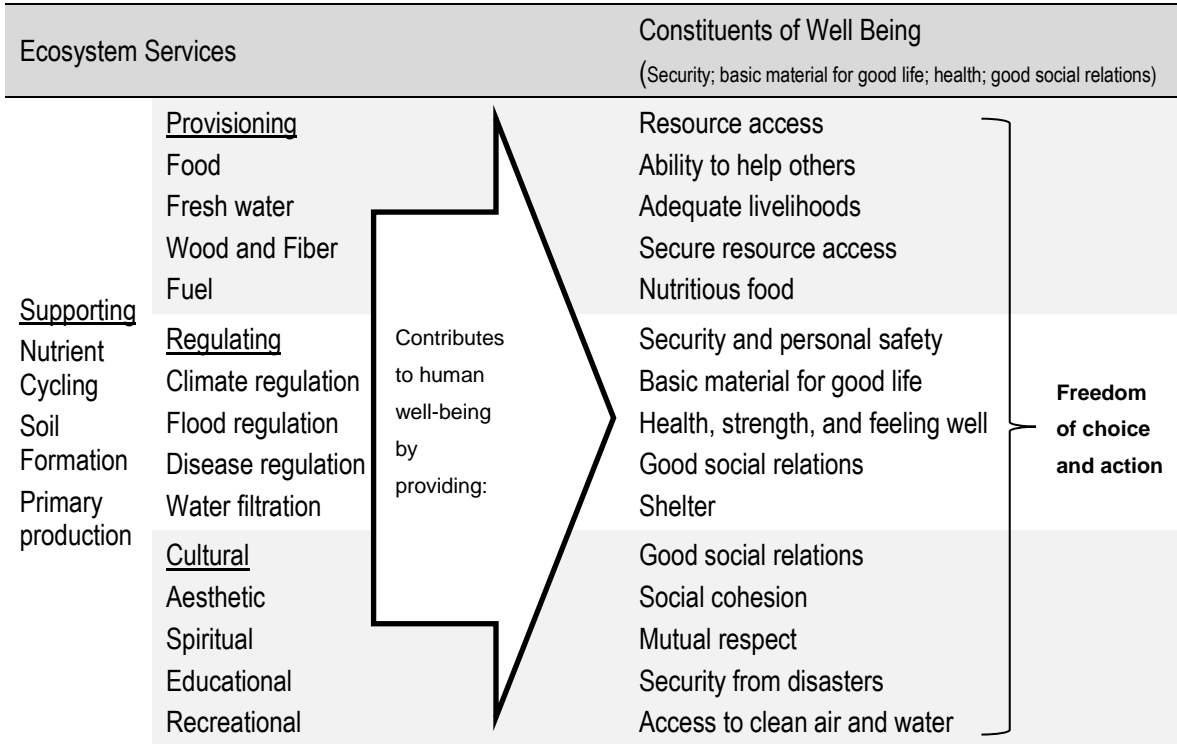 Ecosystem Services
Constituents of Well Being
(Security; basic material for good life; health; good social relations)
Supporting
Nutrient
Cycling
Soil
Formation
Primary
production
Provisioning
Food
Fresh water
Wood and Fiber
Fuel
Regulating
Climate regulation
Flood regulation
Disease regulation
Water filtration
Cultural
Aesthetic
Spiritual
Educational
Recreational
Contributes
to human
well-being
by
providing:
Resource access
Ability to help others
Adequate livelihoods
Secure resource access
Nutritious food
Security and personal safety
Basic material for good life
Health, strength, and feeling well
Good social relations
Shelter
Good social relations
Social cohesion
Mutual respect
Security from disasters
Access to clean air and water
Freedom
of choice
and action